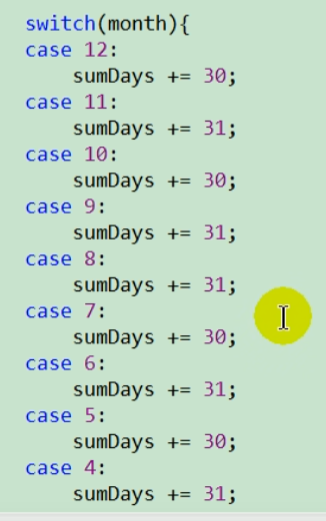 switch(month){
case 12:
    sumDays += 30;
case 11:
    sumDays += 31;
case 10:
    sumDays += 30;
case 9:
    sumDays += 31;
case 8:
    sumDays += 31;
case 7:
    sumDays += 30;
case 6:
    sumDays += 31;
case 5:
    sumDays += 30;
case 4:
    sumDays += 31;